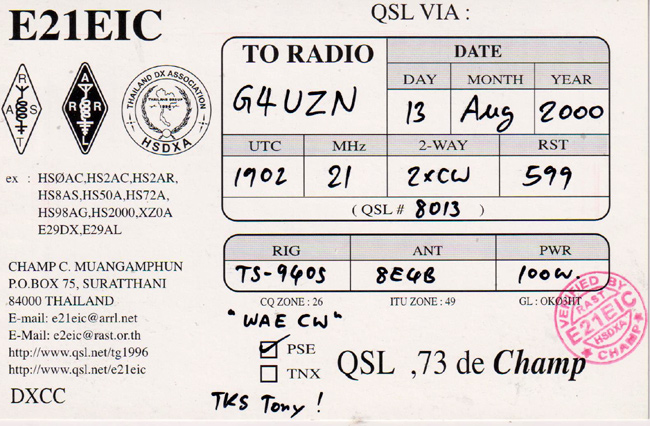 E21EIC
QSL VIA :
R A S T
A R R L
THAILAND DX ASSOCIATION
HSDXA
TO RADIO
G4UZN
DATE
DAY MONTH YEAR
13 Aug 2000
UTC MHz 2-WAY RST
1902 21 2xCW 599
( QSL # 8013 )
ex : HSØAC,HS2AC,HS2AR,
HS8AS,HS50A,HS72A,
HS98AG,HS2000,XZ0A
E29DX,E29AL
RIG ANT PWR
TS-940S 8E4B 100W.
CQ ZONE : 26 ITU ZONE : 49 GL : OKO3HT
CHAMP C. MUANGAMPHUN
P.O.BOX 75, SURATTHANI
84000 THAILAND
E-mail: e21eic@arrl.net
E-Mail: e2eic@rast.or.th
http://www.qsl.net/tg1996
http://www.qsl.net/e21eic
DXCC
"WAE CW"
PSE
TNX
QSL ,73 de Champ
TKS Tony !
VERIFIED BY
RAST
E21EIC
HSDXA
CHAMP